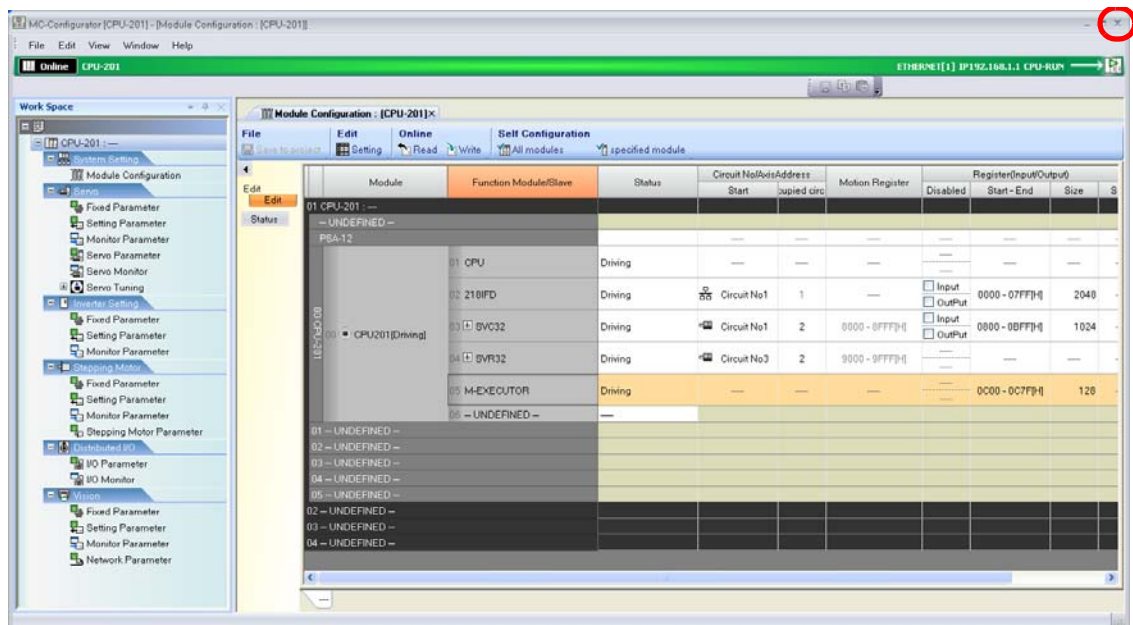 MC-Configurator [CPU-201] - [Module Configuration : [CPU-201]]
File Edit View Window Help
Online CPU-201 ETHERNET[1] IP192.168.1.1 CPU-RUN
Work Space
CPU-201 : —
System Setting
Module Configuration
Servo
Fixed Parameter
Setting Parameter
Monitor Parameter
Servo Parameter
Servo Monitor
Servo Tuning
Inverter Setting
Fixed Parameter
Setting Parameter
Monitor Parameter
Stepping Motor
Fixed Parameter
Setting Parameter
Monitor Parameter
Stepping Motor Parameter
Distributed I/O
I/O Parameter
I/O Monitor
Vision
Fixed Parameter
Setting Parameter
Monitor Parameter
Network Parameter
Module Configuration : [CPU-201]×
File Edit Online Self Configuration
Save to project Setting Read Write All modules specified module
Edit
Edit
Status
Module Function Module/Slave Status Circuit No/AxisAddress Motion Register Register(Input/Output)
Start upied circ Disabled Start - End Size S
01 CPU-201 : —
-- UNDEFINED --
PSA-12
00 CPU-201
00 CPU201[Driving]
01 CPU Driving
02 218IFD Driving Circuit No1 1 Input OutPut 0000 - 07FF[H] 2048
03 SVC32 Driving Circuit No1 2 8000 - 8FFF[H] Input OutPut 0800 - 0BFF[H] 1024
04 SVR32 Driving Circuit No3 2 9000 - 9FFF[H]
05 M-EXECUTOR Driving 0C00 - 0C7F[H] 128
06 -- UNDEFINED --
01 -- UNDEFINED --
02 -- UNDEFINED --
03 -- UNDEFINED --
04 -- UNDEFINED --
05 -- UNDEFINED --
02 -- UNDEFINED --
03 -- UNDEFINED --
04 -- UNDEFINED --